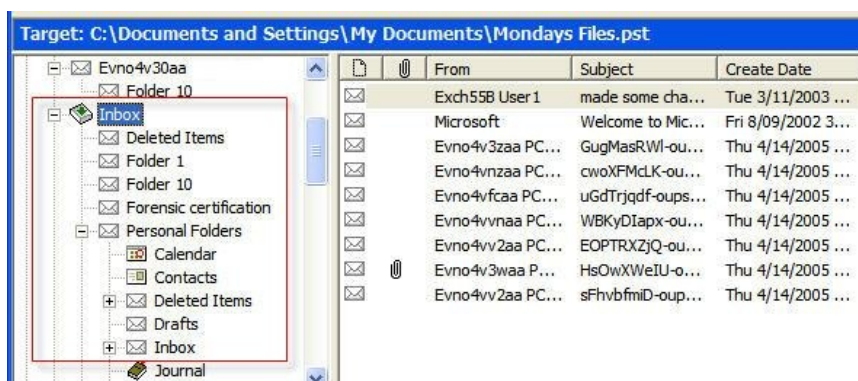 Target: C:\Documents and Settings\My Documents\Mondays Files.pst
Evno4v30aa
Folder 10
Inbox
Deleted Items
Folder 1
Folder 10
Forensic certification
Personal Folders
Calendar
Contacts
Deleted Items
Drafts
Inbox
Journal
From Subject Create Date
Exch55B User1 made some cha... Tue 3/11/2003 ...
Microsoft Welcome to Mic... Fri 8/09/2002 3...
Evno4v3zaa PC... GugMasRWl-ou... Thu 4/14/2005 ...
Evno4vnzaa PC... cwoXFMcLK-ou... Thu 4/14/2005 ...
Evno4vfcaa PC... uGdTrjqdf-oups... Thu 4/14/2005 ...
Evno4vvnaa PC... WBKyDIapx-ou... Thu 4/14/2005 ...
Evno4vv2aa PC... EOPTRXZjQ-ou... Thu 4/14/2005 ...
Evno4v3waa P... HsOwXWeIU-o... Thu 4/14/2005 ...
Evno4vv2aa PC... sFhvbfmiD-oup... Thu 4/14/2005 ...